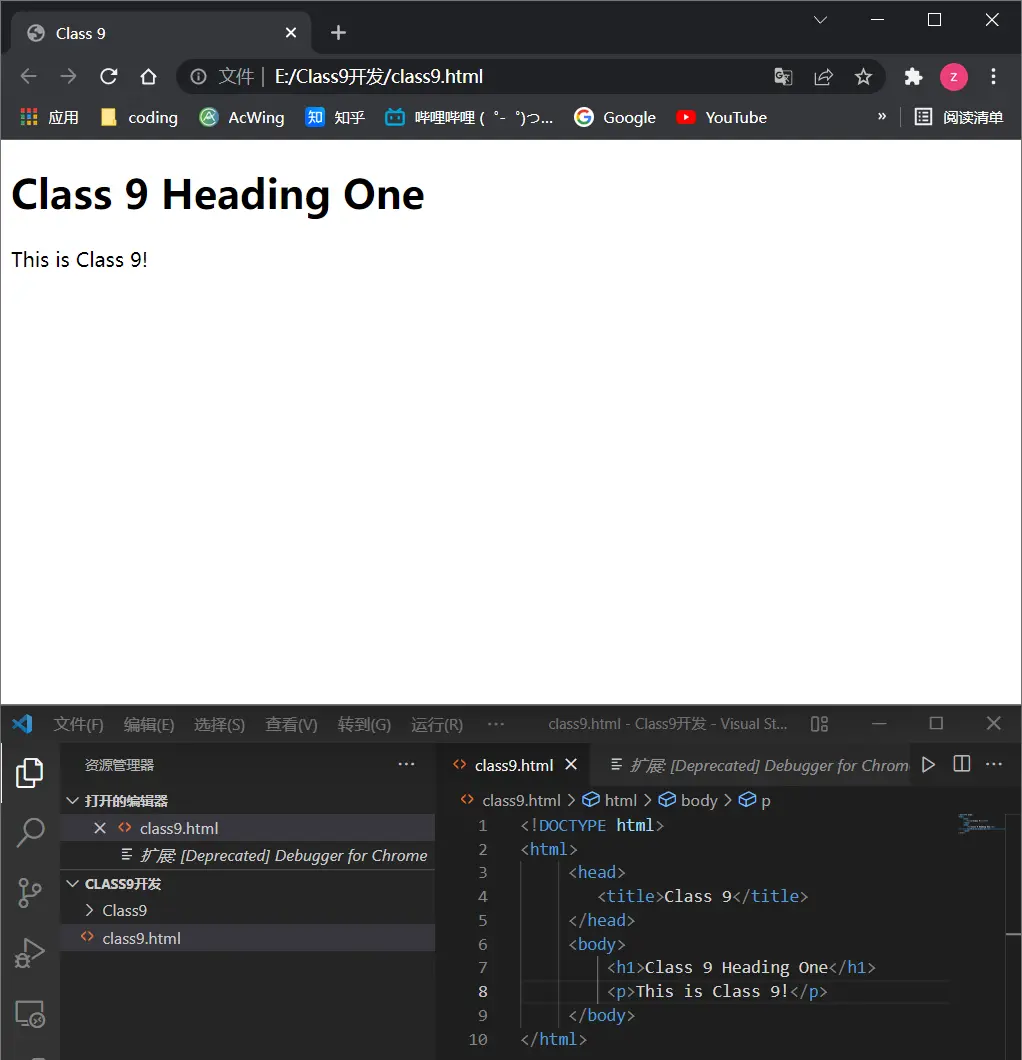 Class 9
文件 | E:/Class9开发/class9.html
z
应用 coding AcWing 知 知乎 哔哩哔哩 ( ゜- ゜)つ... Google YouTube » 阅读清单
Class 9 Heading One
This is Class 9!
文件(F) 编辑(E) 选择(S) 查看(V) 转到(G) 运行(R) ··· class9.html - Class9开发 - Visual St...
资源管理器 ···
class9.html 扩展: [Deprecated] Debugger for Chrom ···
打开的编辑器
class9.html > html > body > p
class9.html
扩展: [Deprecated] Debugger for Chrome
CLASS9开发
Class9
class9.html
1 <!DOCTYPE html>
2 <html>
3 <head>
4 <title>Class 9</title>
5 </head>
6 <body>
7 <h1>Class 9 Heading One</h1>
8 <p>This is Class 9!</p>
9 </body>
10 </html>